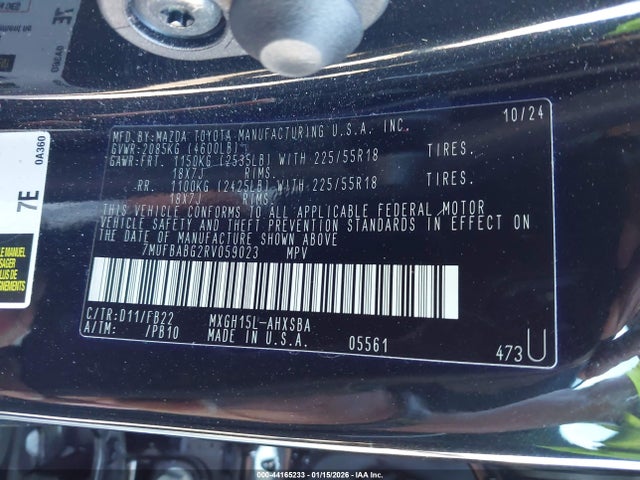 MFD.BY:MAZDA TOYOTA MANUFACTURING U.S.A. INC. 10/24
GVWR:2085KG (4600LB)
GAWR:FRT. 1150KG (2535LB) WITH 225/55R18 TIRES.
18X7J RIMS.
RR. 1100KG (2425LB) WITH 225/55R18 TIRES.
18X7J RIMS.
THIS VEHICLE CONFORMS TO ALL APPLICABLE FEDERAL MOTOR
VEHICLE SAFETY AND THEFT PREVENTION STANDARDS IN EFFECT ON
THE DATE OF MANUFACTURE SHOWN ABOVE.
7MUFBABG2RV059023 MPV
C/TR:D11/FB22 MXGH15L-AHXSBA
A/TM: /PB10 MADE IN U.S.A. 05561 473U
7E
0A360
000-44165233 - 01/15/2026 - IAA Inc.